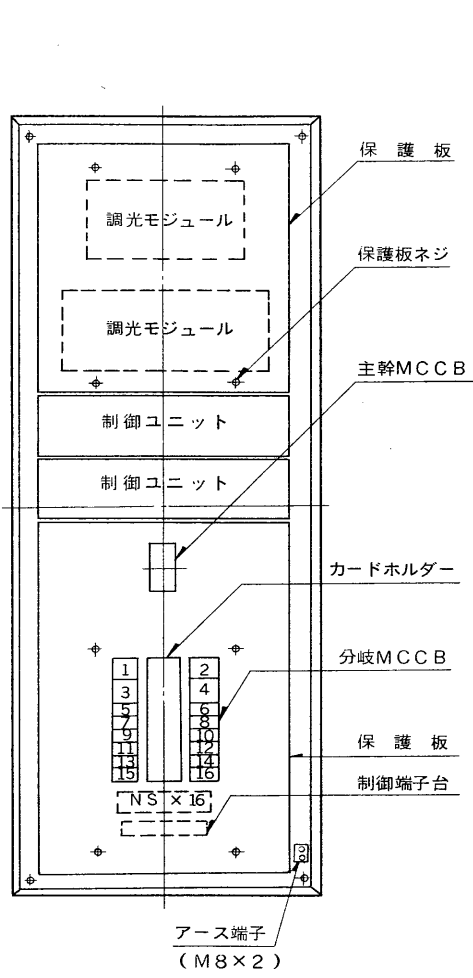 保護板
調光モジュール
保護板ネジ
調光モジュール
主幹MCCB
制御ユニット
制御ユニット
カードホルダー
分岐MCCB
1 2
3 4
5 6
7 8
9 10
11 12
13 14
15 16
保護板
制御端子台
NS×16
アース端子
(M8×2)